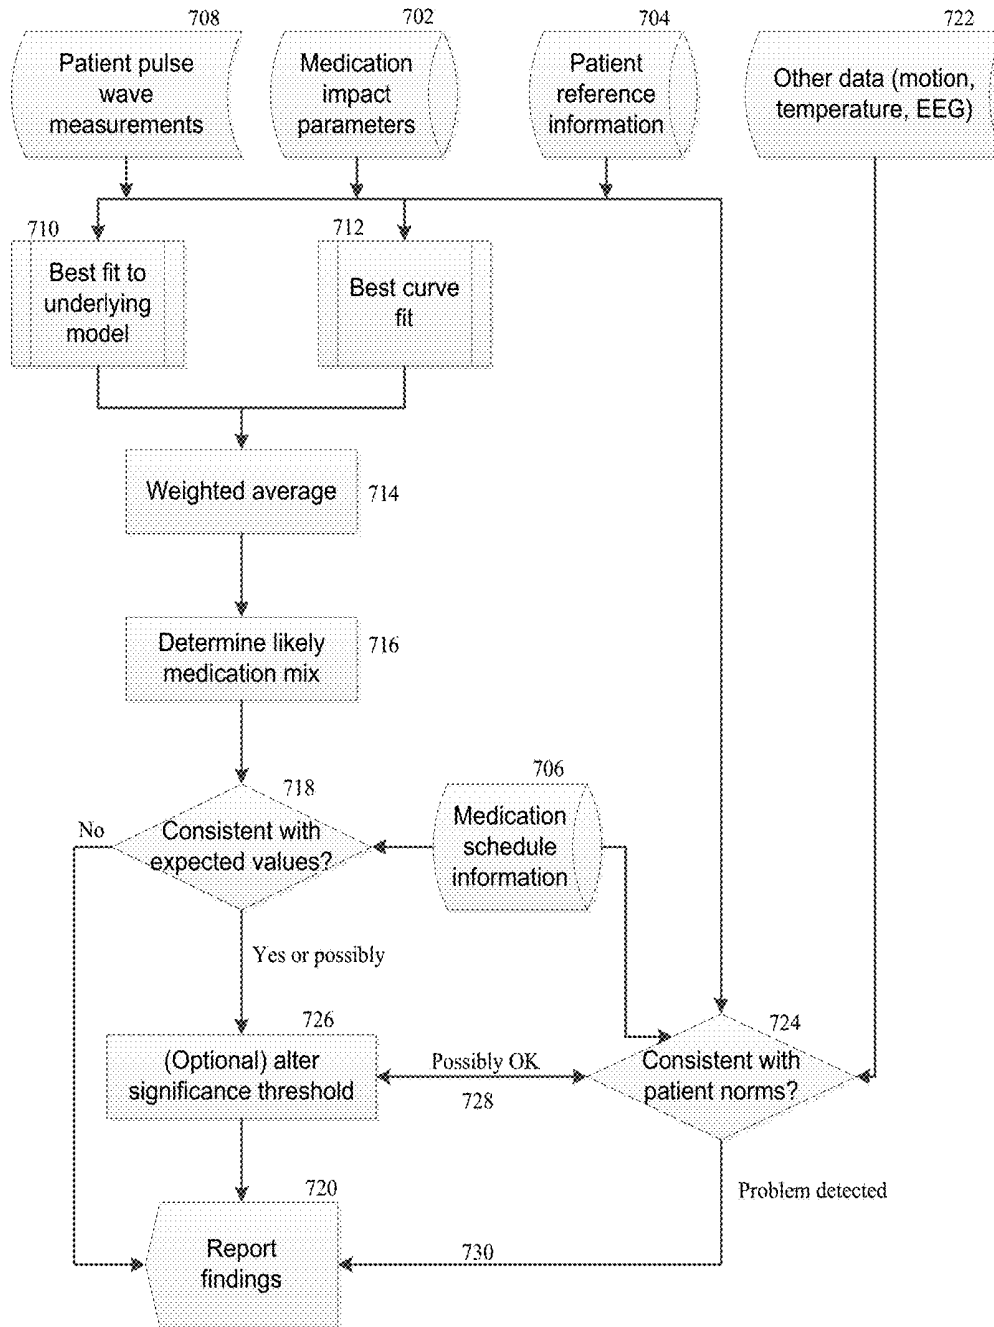 708
702
704
722
Patient pulse
wave
measurements
Medication
impact
parameters
Patient
reference
information
Other data (motion,
temperature, EEG)
710
712
Best fit to
underlying
model
Best curve
fit
Weighted average
714
Determine likely
medication mix
716
718
706
No
Consistent with
expected values?
Medication
schedule
information
Yes or possibly
726
724
(Optional) alter
significance threshold
Possibly OK
728
Consistent with
patient norms?
720
Problem detected
Report
findings
730